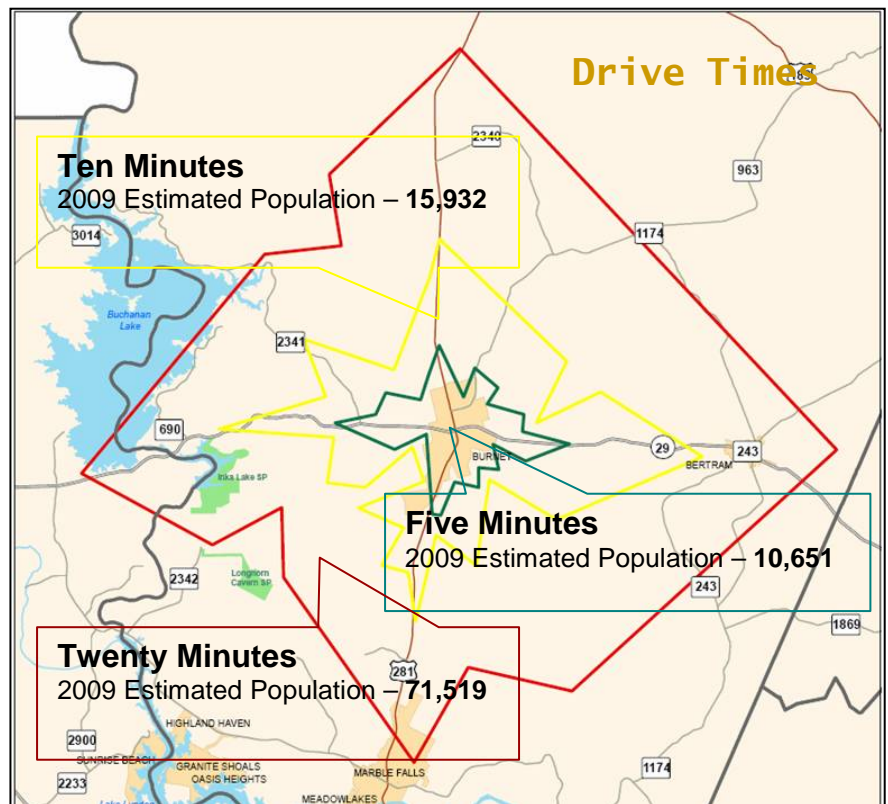 Drive Times
183
2340
963
Ten Minutes
2009 Estimated Population – 15,932
3014
1174
Buchanan
Lake
2341
690
29
243
BURNET
BERTRAM
Inks Lake SP
Five Minutes
2009 Estimated Population – 10,651
Longhorn
Cavern SP
2342
243
1869
Twenty Minutes
2009 Estimated Population – 71,519
281
HIGHLAND HAVEN
2900
SUNRISE BEACH
GRANITE SHOALS
OASIS HEIGHTS
MARBLE FALLS
1174
2233
MEADOWLAKES